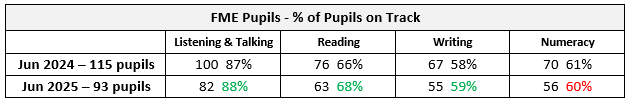 FME Pupils - % of Pupils on Track
Listening & Talking Reading Writing Numeracy
Jun 2024 – 115 pupils 100 87% 76 66% 67 58% 70 61%
Jun 2025 – 93 pupils 82 88% 63 68% 55 59% 56 60%